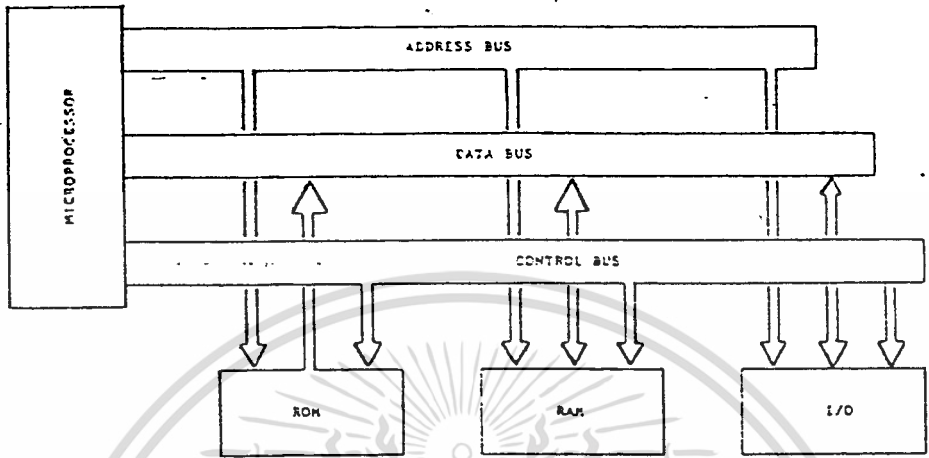 ADDRESS BUS
MICROPROCESSOR
DATA BUS
CONTROL BUS
ROM
RAM
I/O